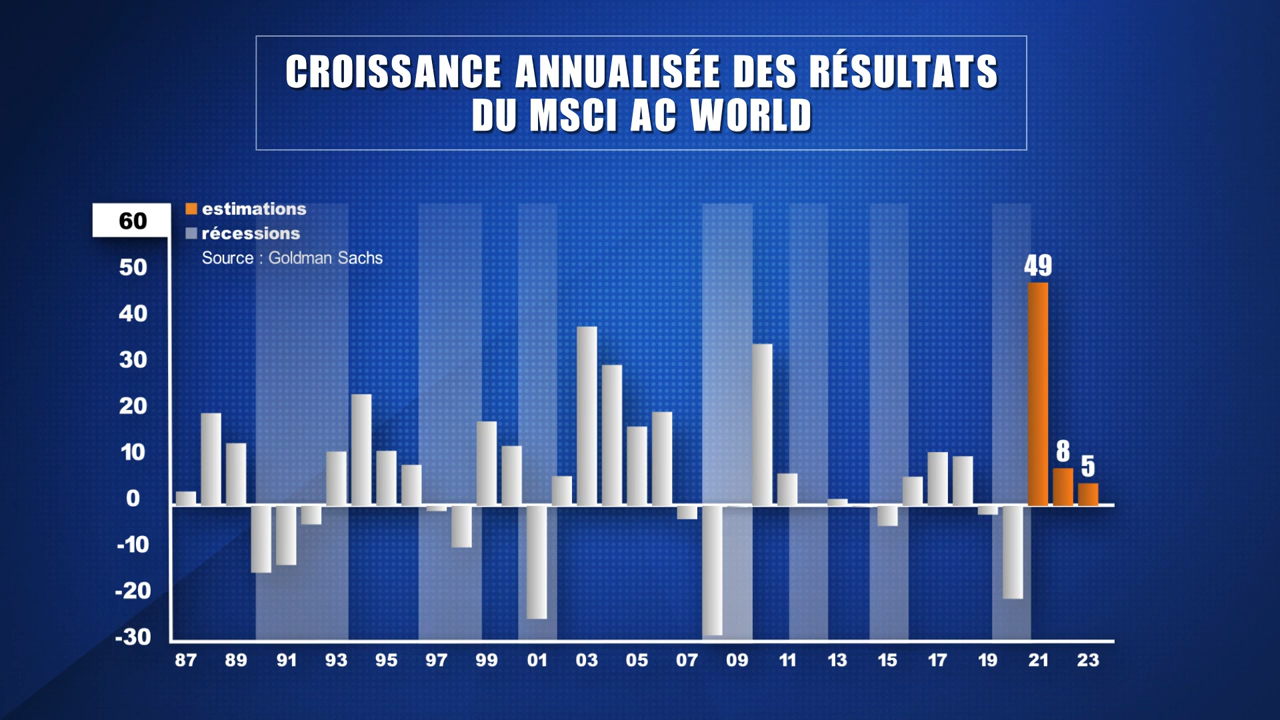 CROISSANCE ANNUALISÉE DES RÉSULTATS
DU MSCI AC WORLD
estimations
récessions
Source : Goldman Sachs
60
50
40
30
20
10
0
-10
-20
-30
49
8
5
87 89 91 93 95 97 99 01 03 05 07 09 11 13 15 17 19 21 23